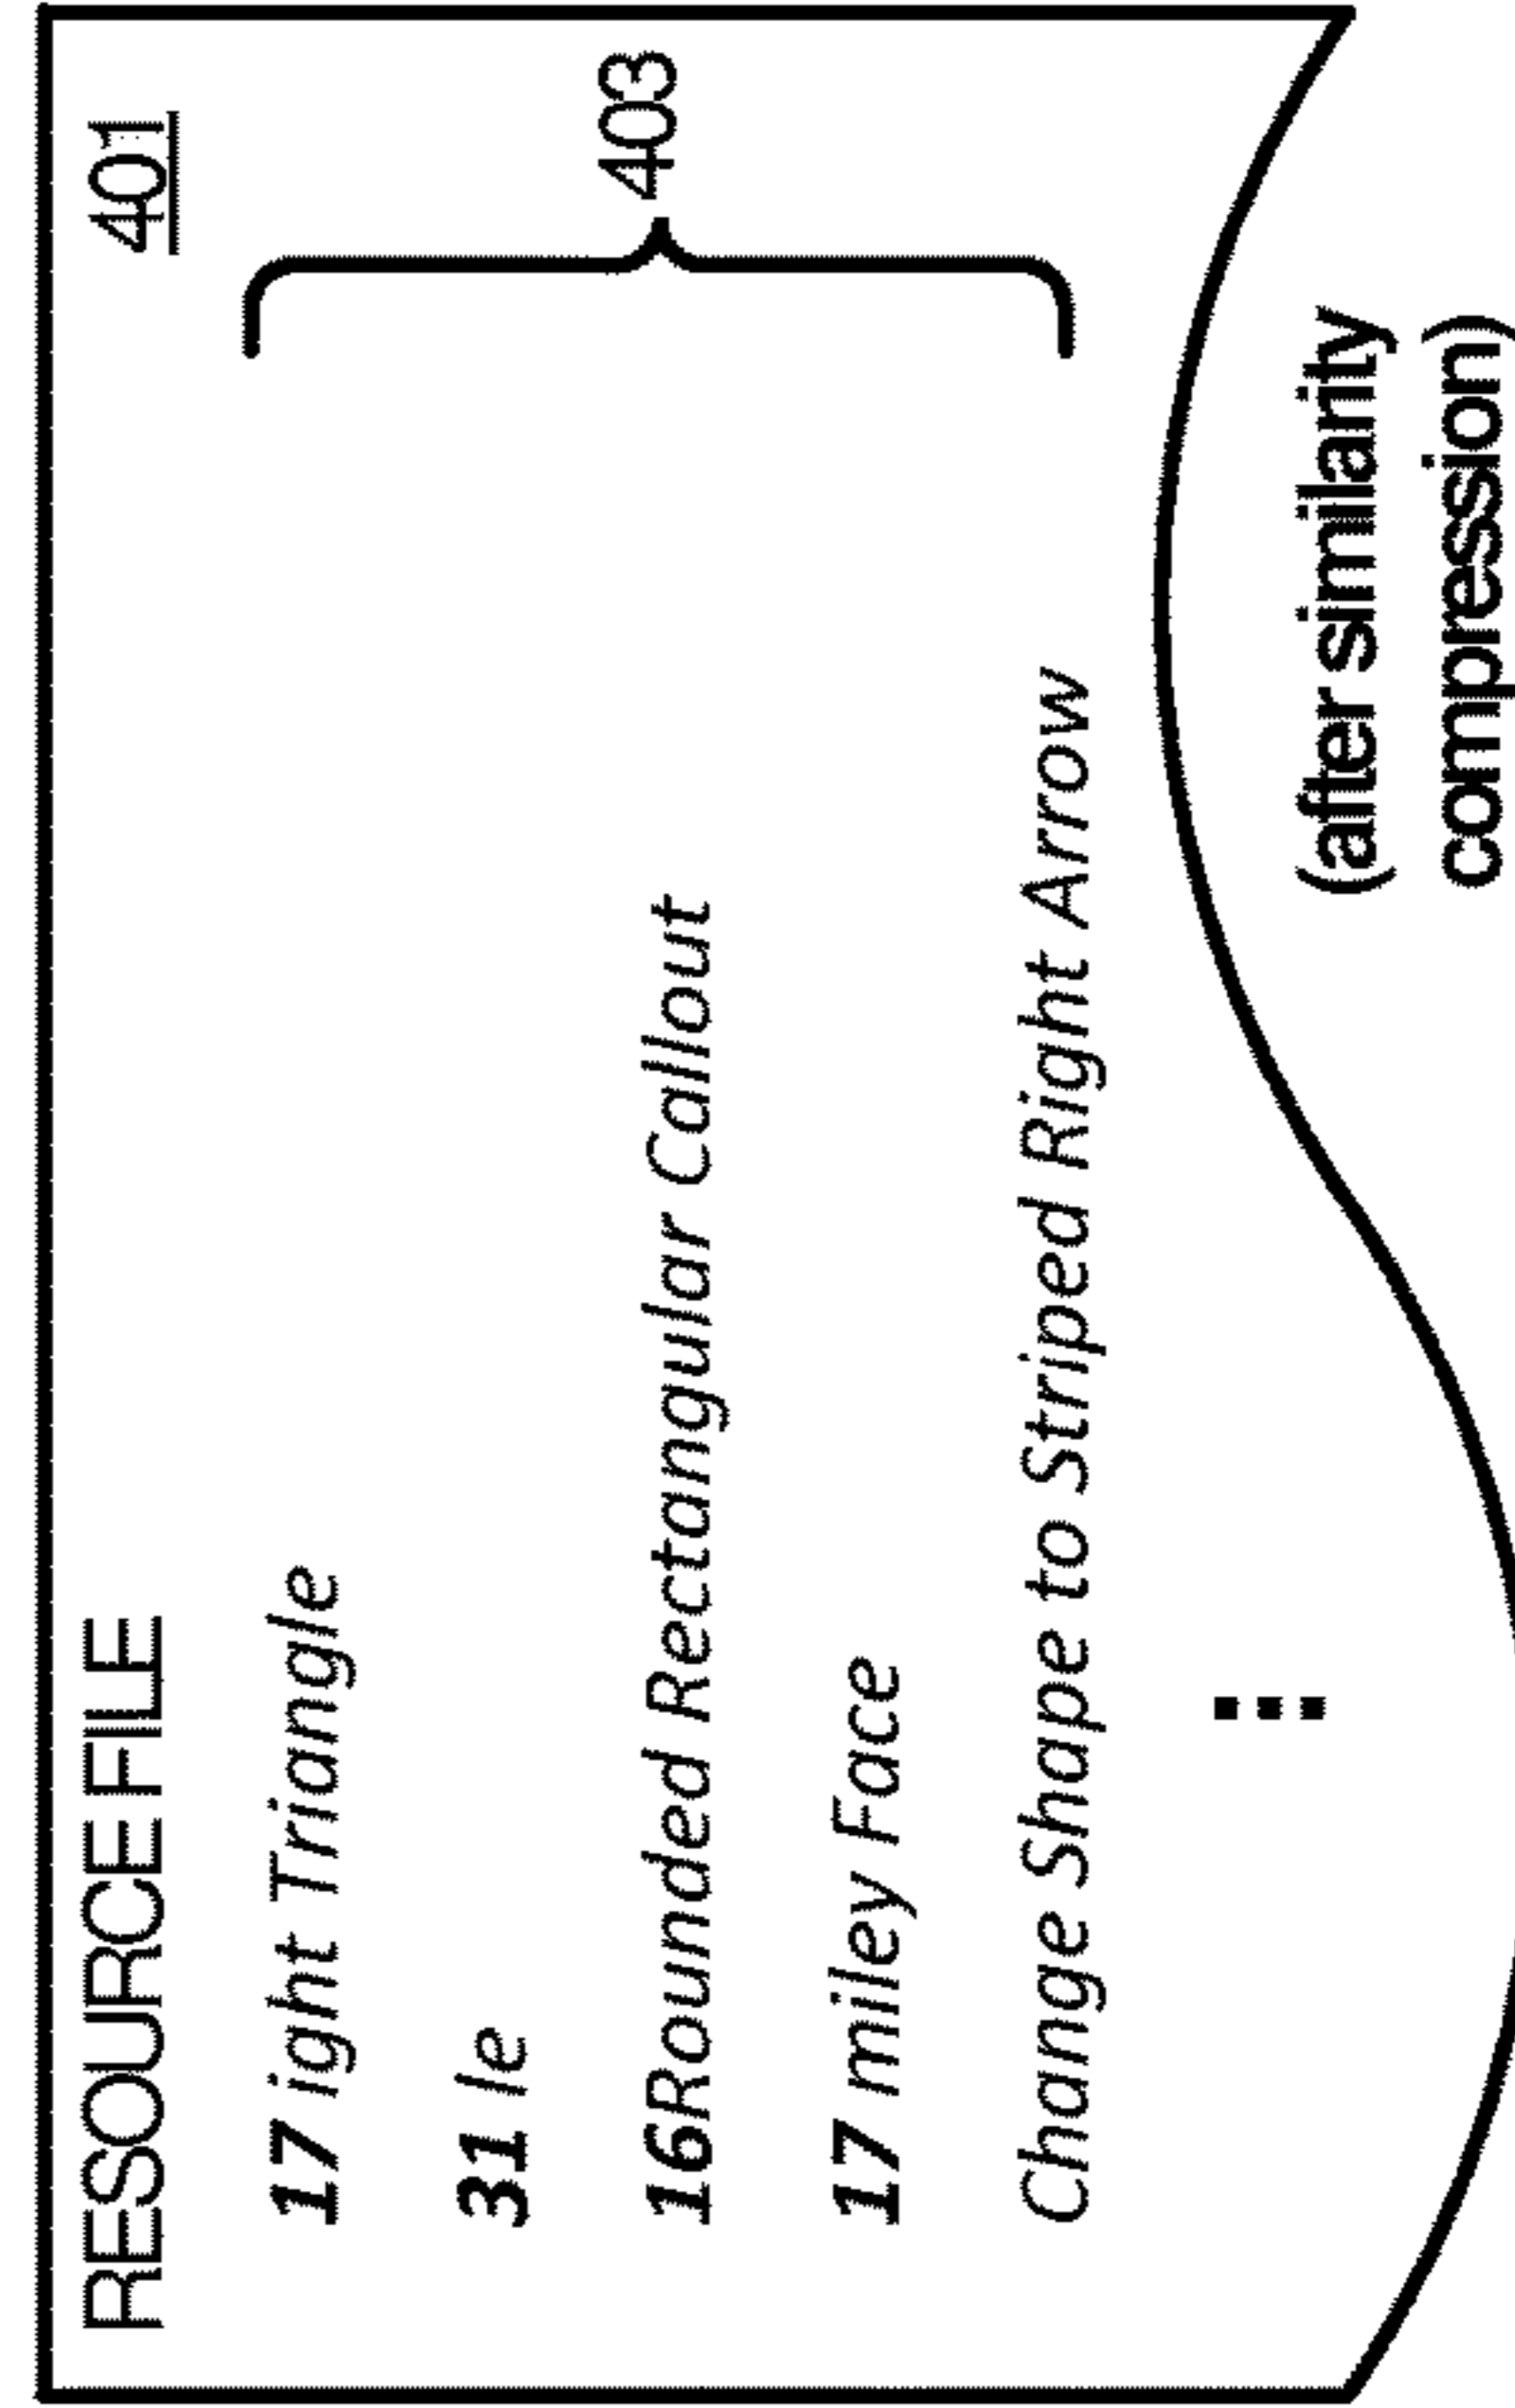 RESOURCE FILE
401
17 ight Triangle
31 le
16Rounded Rectangular Callout
17 miley Face
Change Shape to Striped Right Arrow
403
(after similarity
compression)